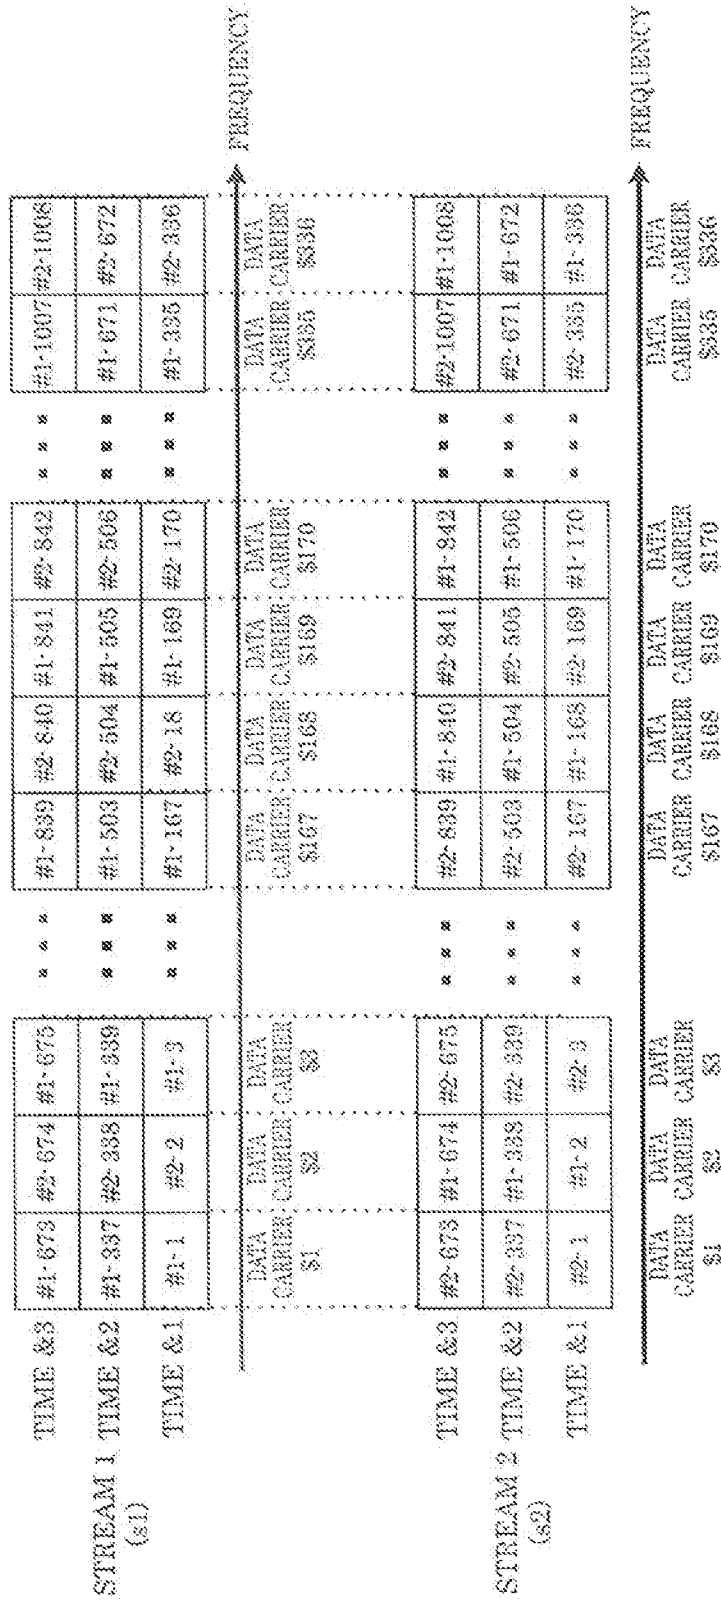 STREAM 1
(s1)
TIME &3 #1-673 #2-674 #1-675 ... #1-839 #2-840 #1-841 #2-842 ... #1-1007 #2-1008
TIME &2 #1-337 #2-338 #1-339 ... #1-503 #2-504 #1-505 #2-506 ... #1-671 #2-672
TIME &1 #1-1 #2-2 #1-3 ... #1-167 #2-18 #1-169 #2-170 ... #1-335 #2-336
FREQUENCY
DATA DATA DATA DATA DATA DATA DATA DATA DATA
CARRIER CARRIER CARRIER CARRIER CARRIER CARRIER CARRIER CARRIER CARRIER
$1 $2 $3 $167 $168 $169 $170 $335 $336
STREAM 2
(s2)
TIME &3 #2-673 #1-674 #2-675 ... #2-839 #1-840 #2-841 #1-842 ... #2-1007 #1-1008
TIME &2 #2-337 #1-338 #2-339 ... #2-503 #1-504 #2-505 #1-506 ... #2-671 #1-672
TIME &1 #2-1 #1-2 #2-3 ... #2-167 #1-168 #2-169 #1-170 ... #2-335 #1-336
FREQUENCY
DATA DATA DATA DATA DATA DATA DATA DATA DATA
CARRIER CARRIER CARRIER CARRIER CARRIER CARRIER CARRIER CARRIER CARRIER
$1 $2 $3 $167 $168 $169 $170 $335 $336